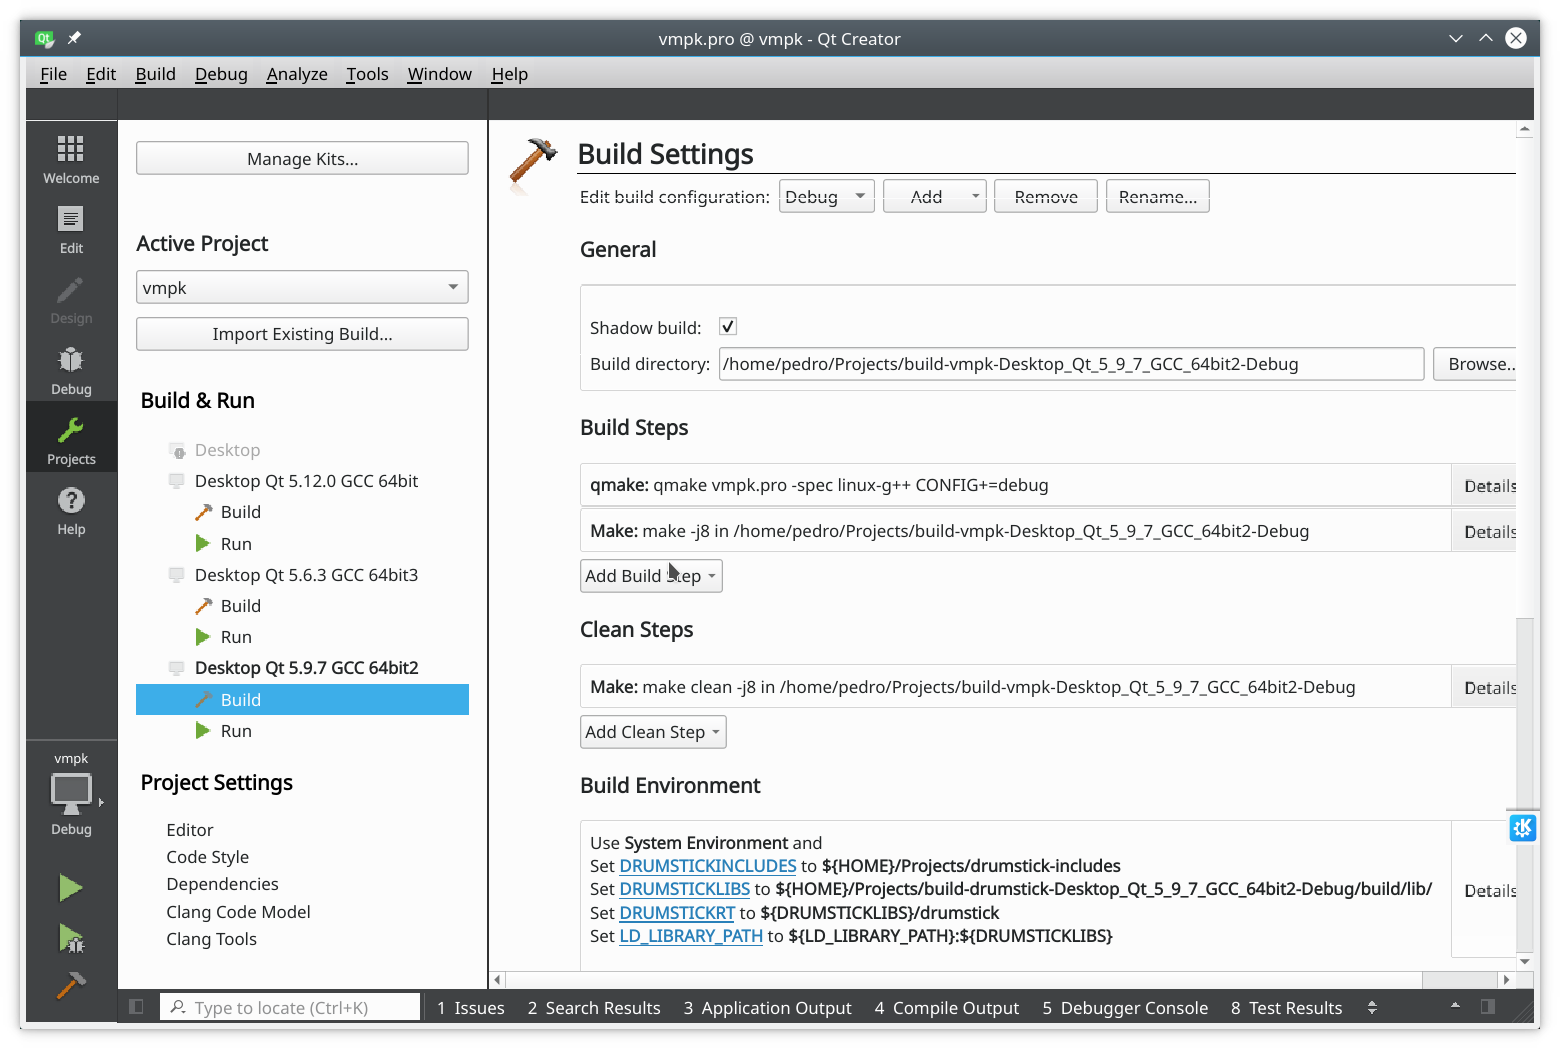 vmpk.pro @ vmpk - Qt Creator
File Edit Build Debug Analyze Tools Window Help
Welcome
Edit
Design
Debug
Projects
Help
vmpk
Debug
Manage Kits...
Active Project
vmpk
Import Existing Build...
Build & Run
Desktop
Desktop Qt 5.12.0 GCC 64bit
Build
Run
Desktop Qt 5.6.3 GCC 64bit3
Build
Run
Desktop Qt 5.9.7 GCC 64bit2
Build
Run
Project Settings
Editor
Code Style
Dependencies
Clang Code Model
Clang Tools
Build Settings
Edit build configuration: Debug Add Remove Rename...
General
Shadow build:
Build directory: /home/pedro/Projects/build-vmpk-Desktop_Qt_5_9_7_GCC_64bit2-Debug Browse..
Build Steps
qmake: qmake vmpk.pro -spec linux-g++ CONFIG+=debug Details
Make: make -j8 in /home/pedro/Projects/build-vmpk-Desktop_Qt_5_9_7_GCC_64bit2-Debug Details
Add Build Step
Clean Steps
Make: make clean -j8 in /home/pedro/Projects/build-vmpk-Desktop_Qt_5_9_7_GCC_64bit2-Debug Details
Add Clean Step
Build Environment
Use System Environment and
Set DRUMSTICKINCLUDES to ${HOME}/Projects/drumstick-includes
Set DRUMSTICKLIBS to ${HOME}/Projects/build-drumstick-Desktop_Qt_5_9_7_GCC_64bit2-Debug/build/lib/ Details
Set DRUMSTICKRT to ${DRUMSTICKLIBS}/drumstick
Set LD_LIBRARY_PATH to ${LD_LIBRARY_PATH}:${DRUMSTICKLIBS}
Type to locate (Ctrl+K) 1 Issues 2 Search Results 3 Application Output 4 Compile Output 5 Debugger Console 8 Test Results